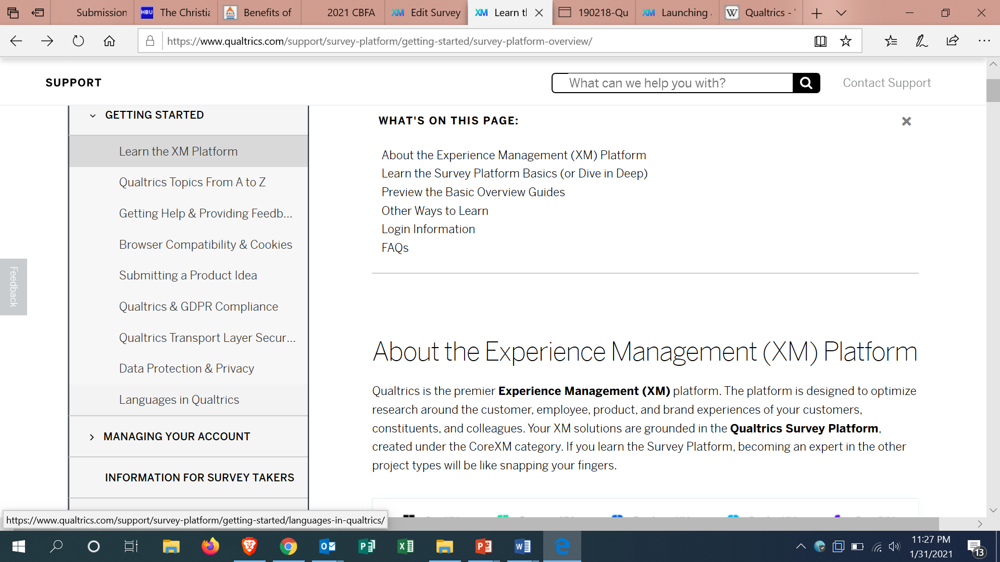 Submission
HBU The Christia
Benefits of
2021 CBFA
XM Edit Survey
XM Learn tl
190218-Qu
XM Launching
W Qualtrics -
https://www.qualtrics.com/support/survey-platform/getting-started/survey-platform-overview/
SUPPORT
What can we help you with?
Contact Support
GETTING STARTED
Learn the XM Platform
Qualtrics Topics From A to Z
Getting Help & Providing Feedb...
Browser Compatibility & Cookies
Submitting a Product Idea
Qualtrics & GDPR Compliance
Qualtrics Transport Layer Secur...
Data Protection & Privacy
Languages in Qualtrics
MANAGING YOUR ACCOUNT
INFORMATION FOR SURVEY TAKERS
Feedback
WHAT'S ON THIS PAGE:
About the Experience Management (XM) Platform
Learn the Survey Platform Basics (or Dive in Deep)
Preview the Basic Overview Guides
Other Ways to Learn
Login Information
FAQs
About the Experience Management (XM) Platform
Qualtrics is the premier Experience Management (XM) platform. The platform is designed to optimize
research around the customer, employee, product, and brand experiences of your customers,
constituents, and colleagues. Your XM solutions are grounded in the Qualtrics Survey Platform,
created under the CoreXM category. If you learn the Survey Platform, becoming an expert in the other
project types will be like snapping your fingers.
https://www.qualtrics.com/support/survey-platform/getting-started/languages-in-qualtrics/
11:27 PM
1/31/2021
13